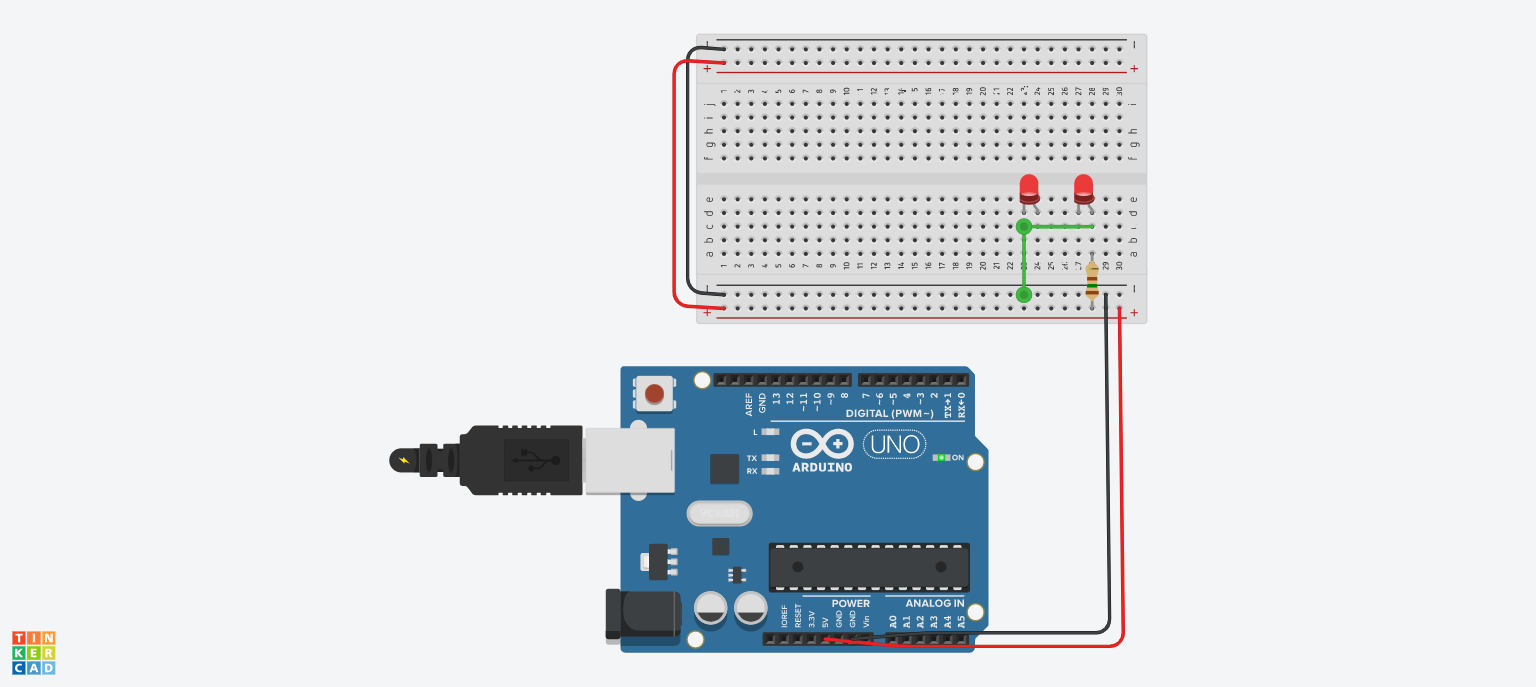 − −
+ +
1 2 3 4 5 6 7 8 9 10 11 12 13 14 15 16 17 18 19 20 21 22 23 24 25 26 27 28 29 30
j j
i i
h h
g g
f f
e e
d d
c c
b b
a a
1 2 3 4 5 6 7 8 9 10 11 12 13 14 15 16 17 18 19 20 21 22 23 24 25 26 27 28 29 30
− −
+ +
AREF GND 13 12 ~11 ~10 ~9 8 7 ~6 ~5 4 ~3 2 TX→1 RX←0
DIGITAL (PWM~)
L
TX
RX
UNO
ARDUINO
ON
POWER ANALOG IN
IOREF RESET 3.3V 5V GND GND Vin A0 A1 A2 A3 A4 A5
TIN
KER
CAD